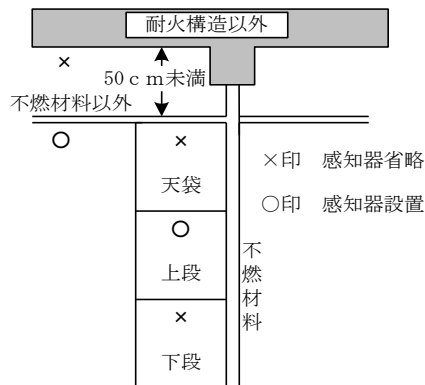 耐火構造以外
×
50ｃｍ未満
不燃材料以外
○
×
天袋
×印　感知器省略
○
○印　感知器設置
上段
不燃材料
×
下段